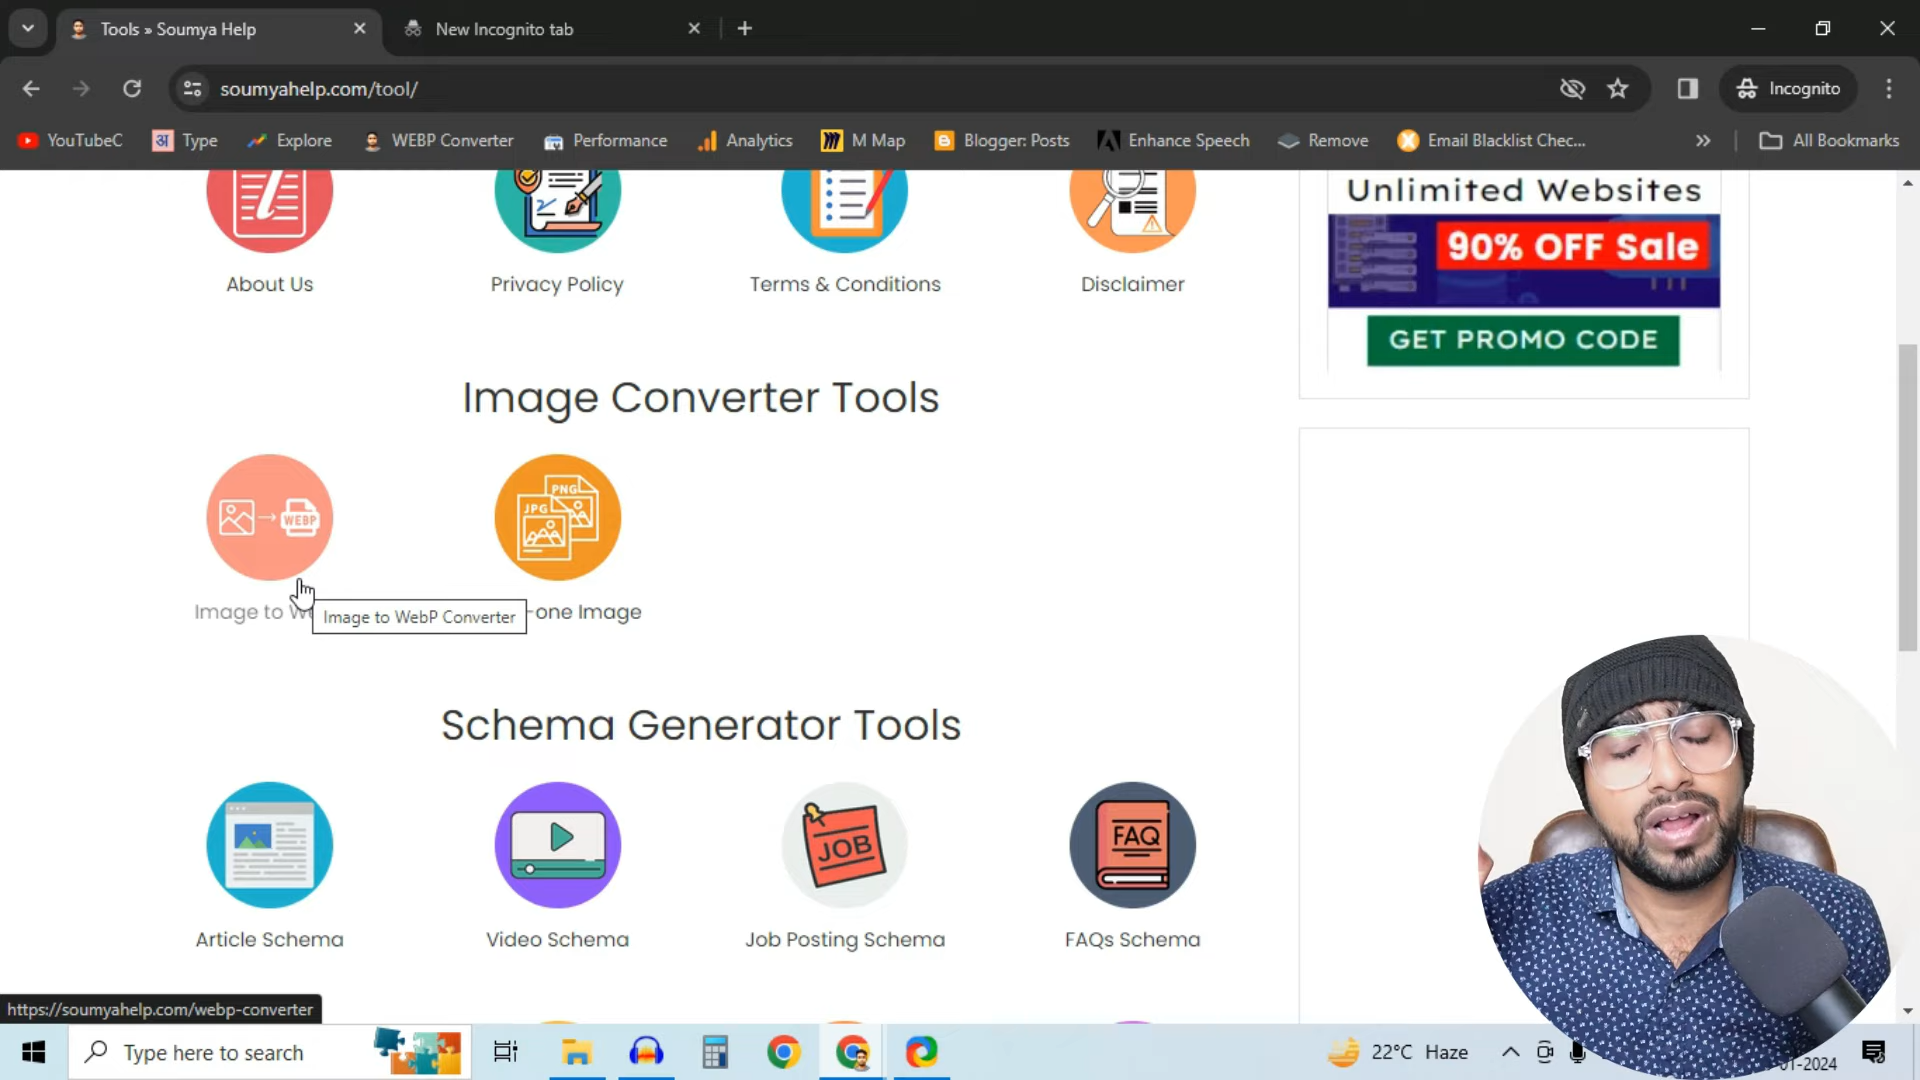 Tools » Soumya Help
New Incognito tab
soumyahelp.com/tool/
Incognito
YouTubeC
अ Type
Explore
WEBP Converter
Performance
Analytics
M Map
Blogger: Posts
Enhance Speech
Remove
Email Blacklist Chec...
All Bookmarks
About Us
Privacy Policy
Terms & Conditions
Disclaimer
Unlimited Websites
90% OFF Sale
GET PROMO CODE
Image Converter Tools
WEBP
JPG
PNG
Image to
Image to WebP Converter
one Image
Schema Generator Tools
JOB
FAQ
Article Schema
Video Schema
Job Posting Schema
FAQs Schema
https://soumyahelp.com/webp-converter
Type here to search
22°C Haze
01-2024